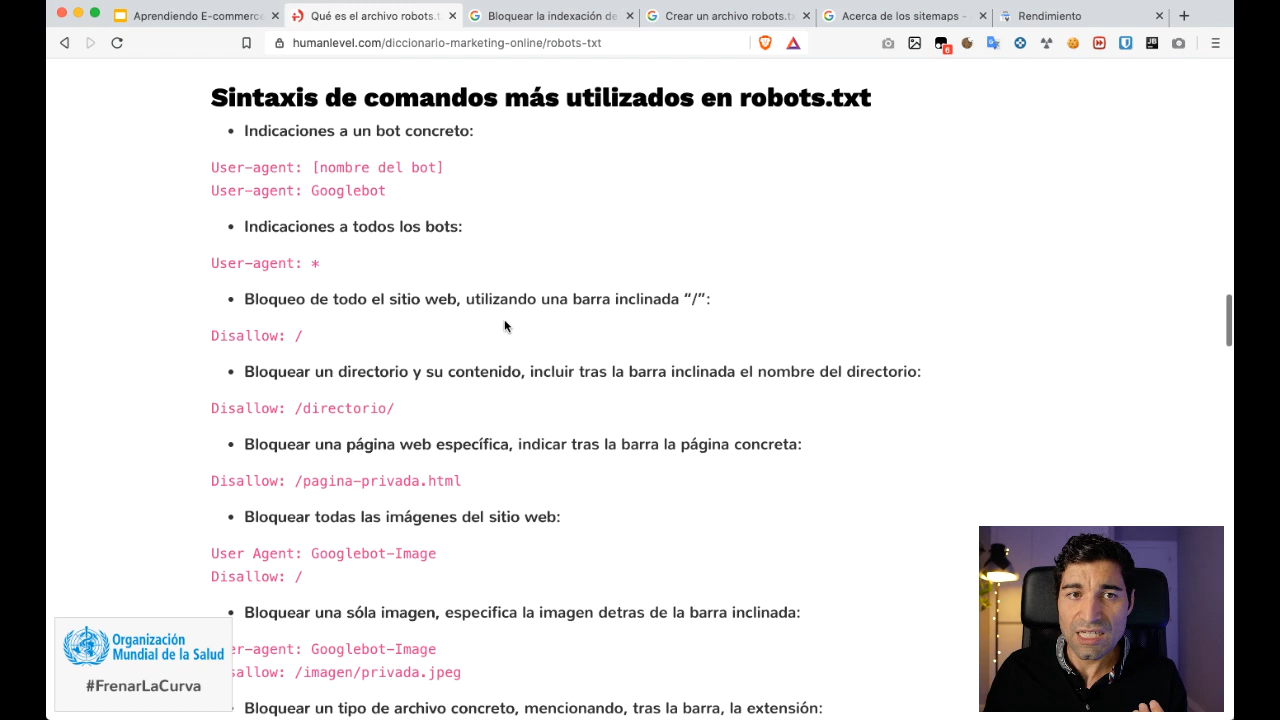 Aprendiendo E-commerce
Qué es el archivo robots.t
Bloquear la indexación de
Crear un archivo robots.tx
Acerca de los sitemaps -
Rendimiento
humanlevel.com/diccionario-marketing-online/robots-txt
6
JB
Sintaxis de comandos más utilizados en robots.txt
• Indicaciones a un bot concreto:
User-agent: [nombre del bot]
User-agent: Googlebot
• Indicaciones a todos los bots:
User-agent: *
• Bloqueo de todo el sitio web, utilizando una barra inclinada “/”:
Disallow: /
• Bloquear un directorio y su contenido, incluir tras la barra inclinada el nombre del directorio:
Disallow: /directorio/
• Bloquear una página web específica, indicar tras la barra la página concreta:
Disallow: /pagina-privada.html
• Bloquear todas las imágenes del sitio web:
User Agent: Googlebot-Image
Disallow: /
• Bloquear una sóla imagen, especifica la imagen detras de la barra inclinada:
er-agent: Googlebot-Image
sallow: /imagen/privada.jpeg
• Bloquear un tipo de archivo concreto, mencionando, tras la barra, la extensión:
Organización
Mundial de la Salud
#FrenarLaCurva